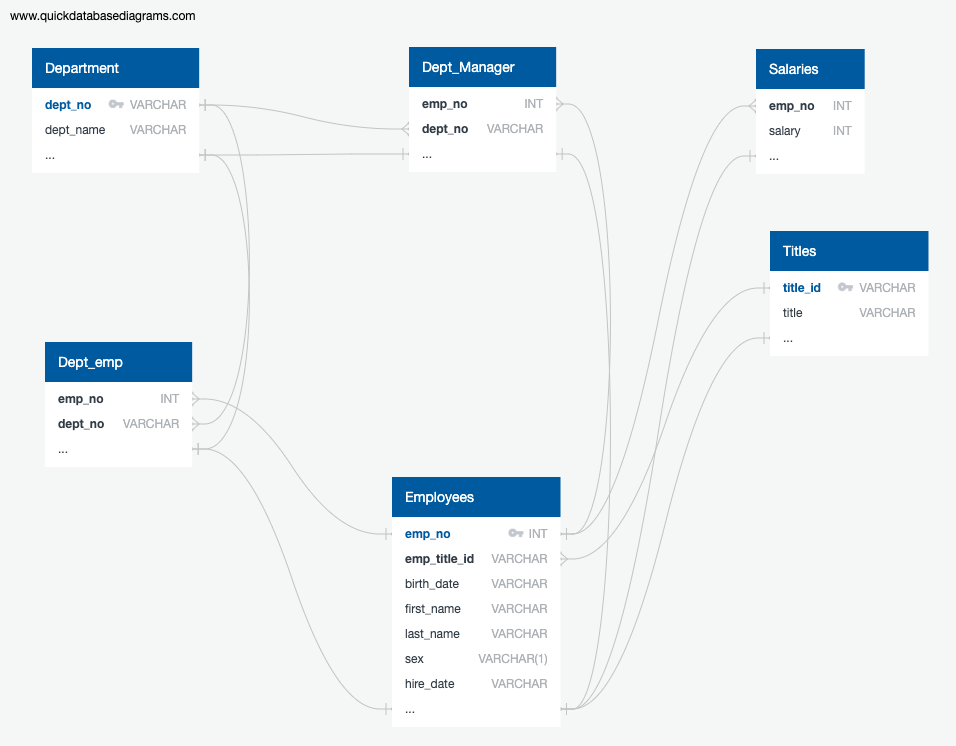 www.quickdatabasediagrams.com
Department
dept_no VARCHAR
dept_name VARCHAR
...
Dept_Manager
emp_no INT
dept_no VARCHAR
...
Salaries
emp_no INT
salary INT
...
Titles
title_id VARCHAR
title VARCHAR
...
Dept_emp
emp_no INT
dept_no VARCHAR
...
Employees
emp_no INT
emp_title_id VARCHAR
birth_date VARCHAR
first_name VARCHAR
last_name VARCHAR
sex VARCHAR(1)
hire_date VARCHAR
...